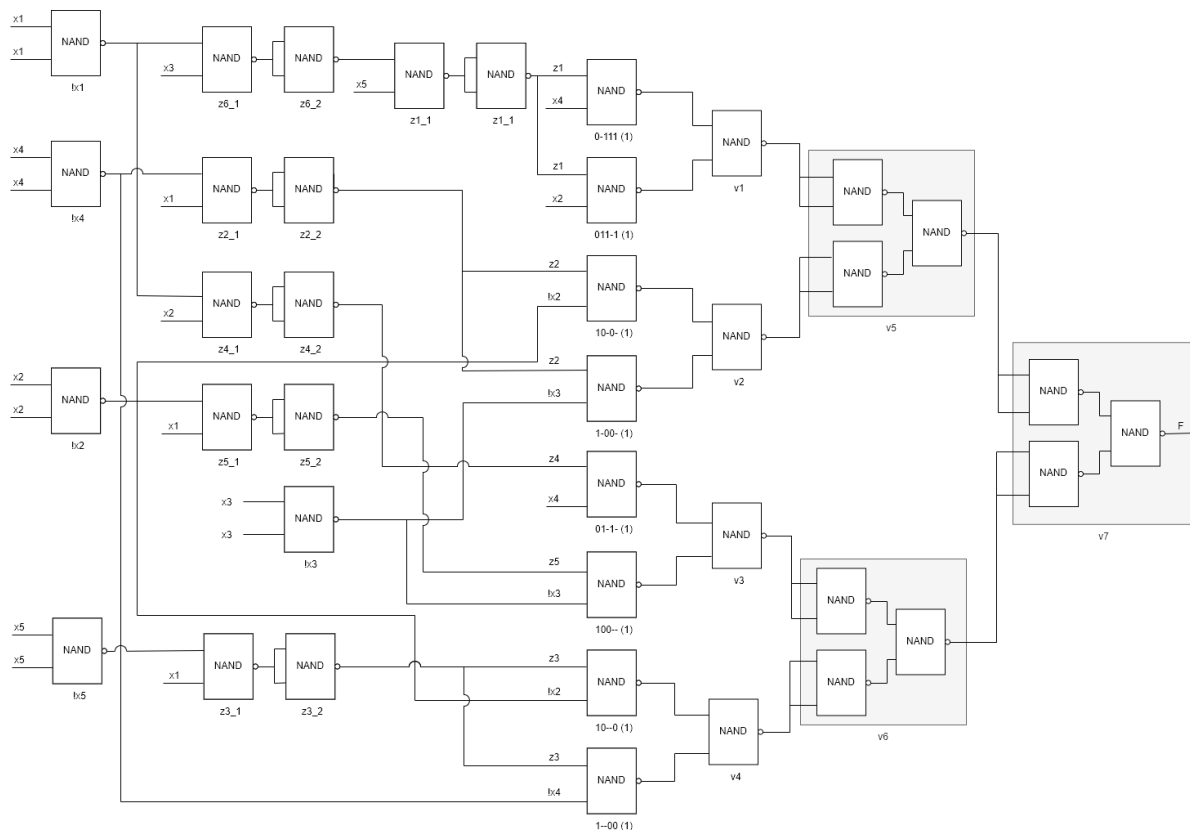 x1
x1
NAND
!x1
x3
NAND
z6_1
NAND
z6_2
x5
NAND
z1_1
NAND
z1_1
z1
x4
NAND
0-111 (1)
x4
x4
NAND
!x4
x1
NAND
z2_1
NAND
z2_2
z1
x2
NAND
011-1 (1)
NAND
v1
NAND
NAND
NAND
v5
x2
NAND
z4_1
NAND
z4_2
z2
!x2
NAND
10-0- (1)
NAND
v2
x2
x2
NAND
!x2
x1
NAND
z5_1
NAND
z5_2
z2
!x3
NAND
1-00- (1)
NAND
NAND
NAND
F
v7
x3
x3
NAND
!x3
z4
x4
NAND
01-1- (1)
z5
!x3
NAND
100-- (1)
NAND
v3
NAND
NAND
NAND
v6
x5
x5
NAND
!x5
x1
NAND
z3_1
NAND
z3_2
z3
!x2
NAND
10--0 (1)
NAND
v4
z3
!x4
NAND
1--00 (1)